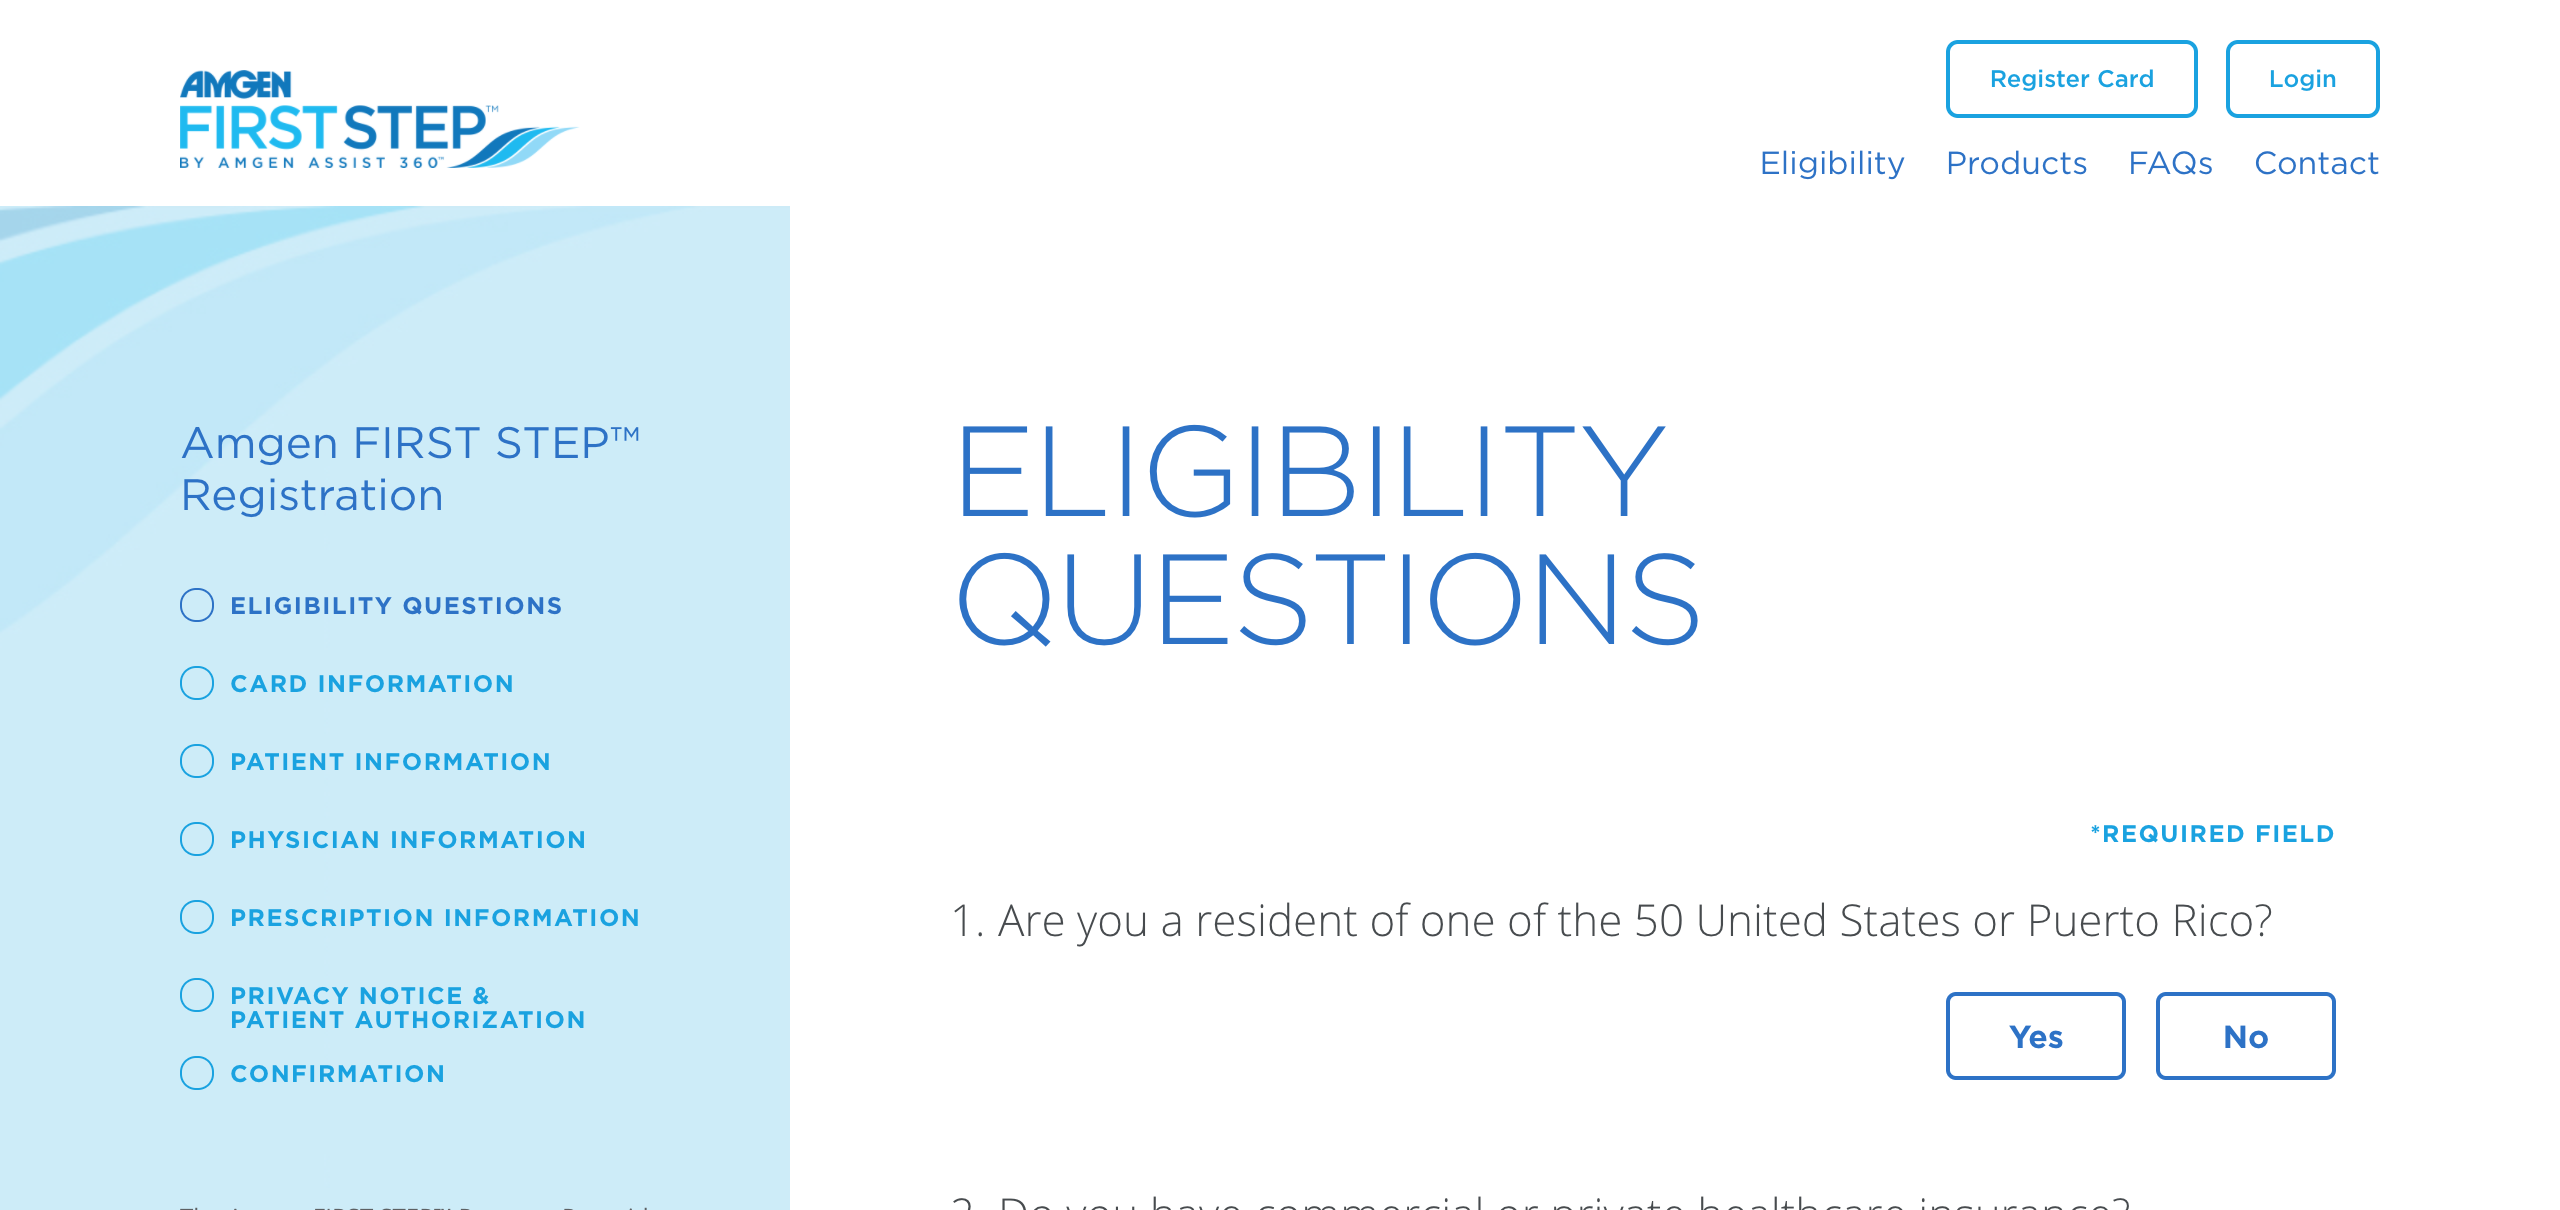 AMGEN
FIRST STEP™
BY AMGEN ASSIST 360™
Register Card
Login
Eligibility
Products
FAQs
Contact
Amgen FIRST STEP™
Registration
ELIGIBILITY QUESTIONS
CARD INFORMATION
PATIENT INFORMATION
PHYSICIAN INFORMATION
PRESCRIPTION INFORMATION
PRIVACY NOTICE &
PATIENT AUTHORIZATION
CONFIRMATION
ELIGIBILITY
QUESTIONS
*REQUIRED FIELD
1. Are you a resident of one of the 50 United States or Puerto Rico?
Yes
No
2. Do you have commercial or private healthcare insurance?